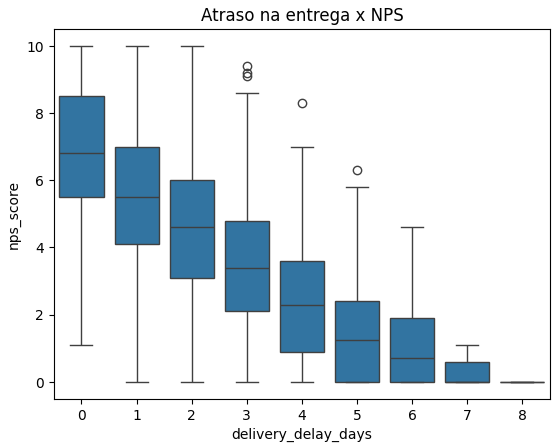 Atraso na entrega x NPS
10
8
6
4
2
0
nps_score
0 1 2 3 4 5 6 7 8
delivery_delay_days